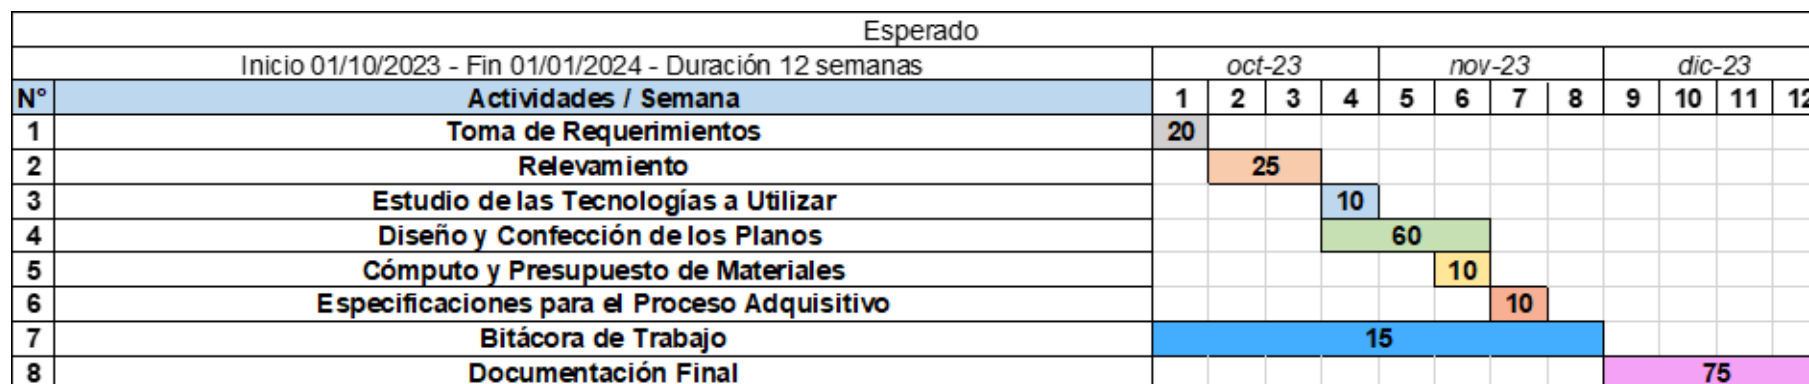 Esperado
Inicio 01/10/2023 - Fin 01/01/2024 - Duración 12 semanas oct-23 nov-23 dic-23
N° Actividades / Semana 1 2 3 4 5 6 7 8 9 10 11 12
1 Toma de Requerimientos 20
2 Relevamiento 25
3 Estudio de las Tecnologías a Utilizar 10
4 Diseño y Confección de los Planos 60
5 Cómputo y Presupuesto de Materiales 10
6 Especificaciones para el Proceso Adquisitivo 10
7 Bitácora de Trabajo 15
8 Documentación Final 75